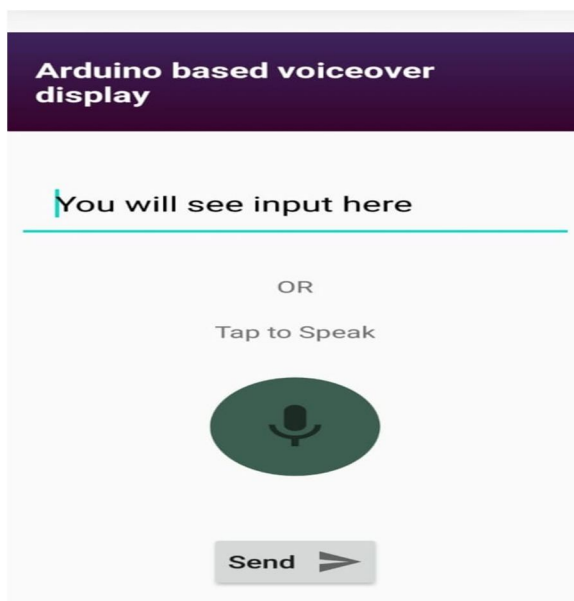 Arduino based voiceover
display
You will see input here
OR
Tap to Speak
Send